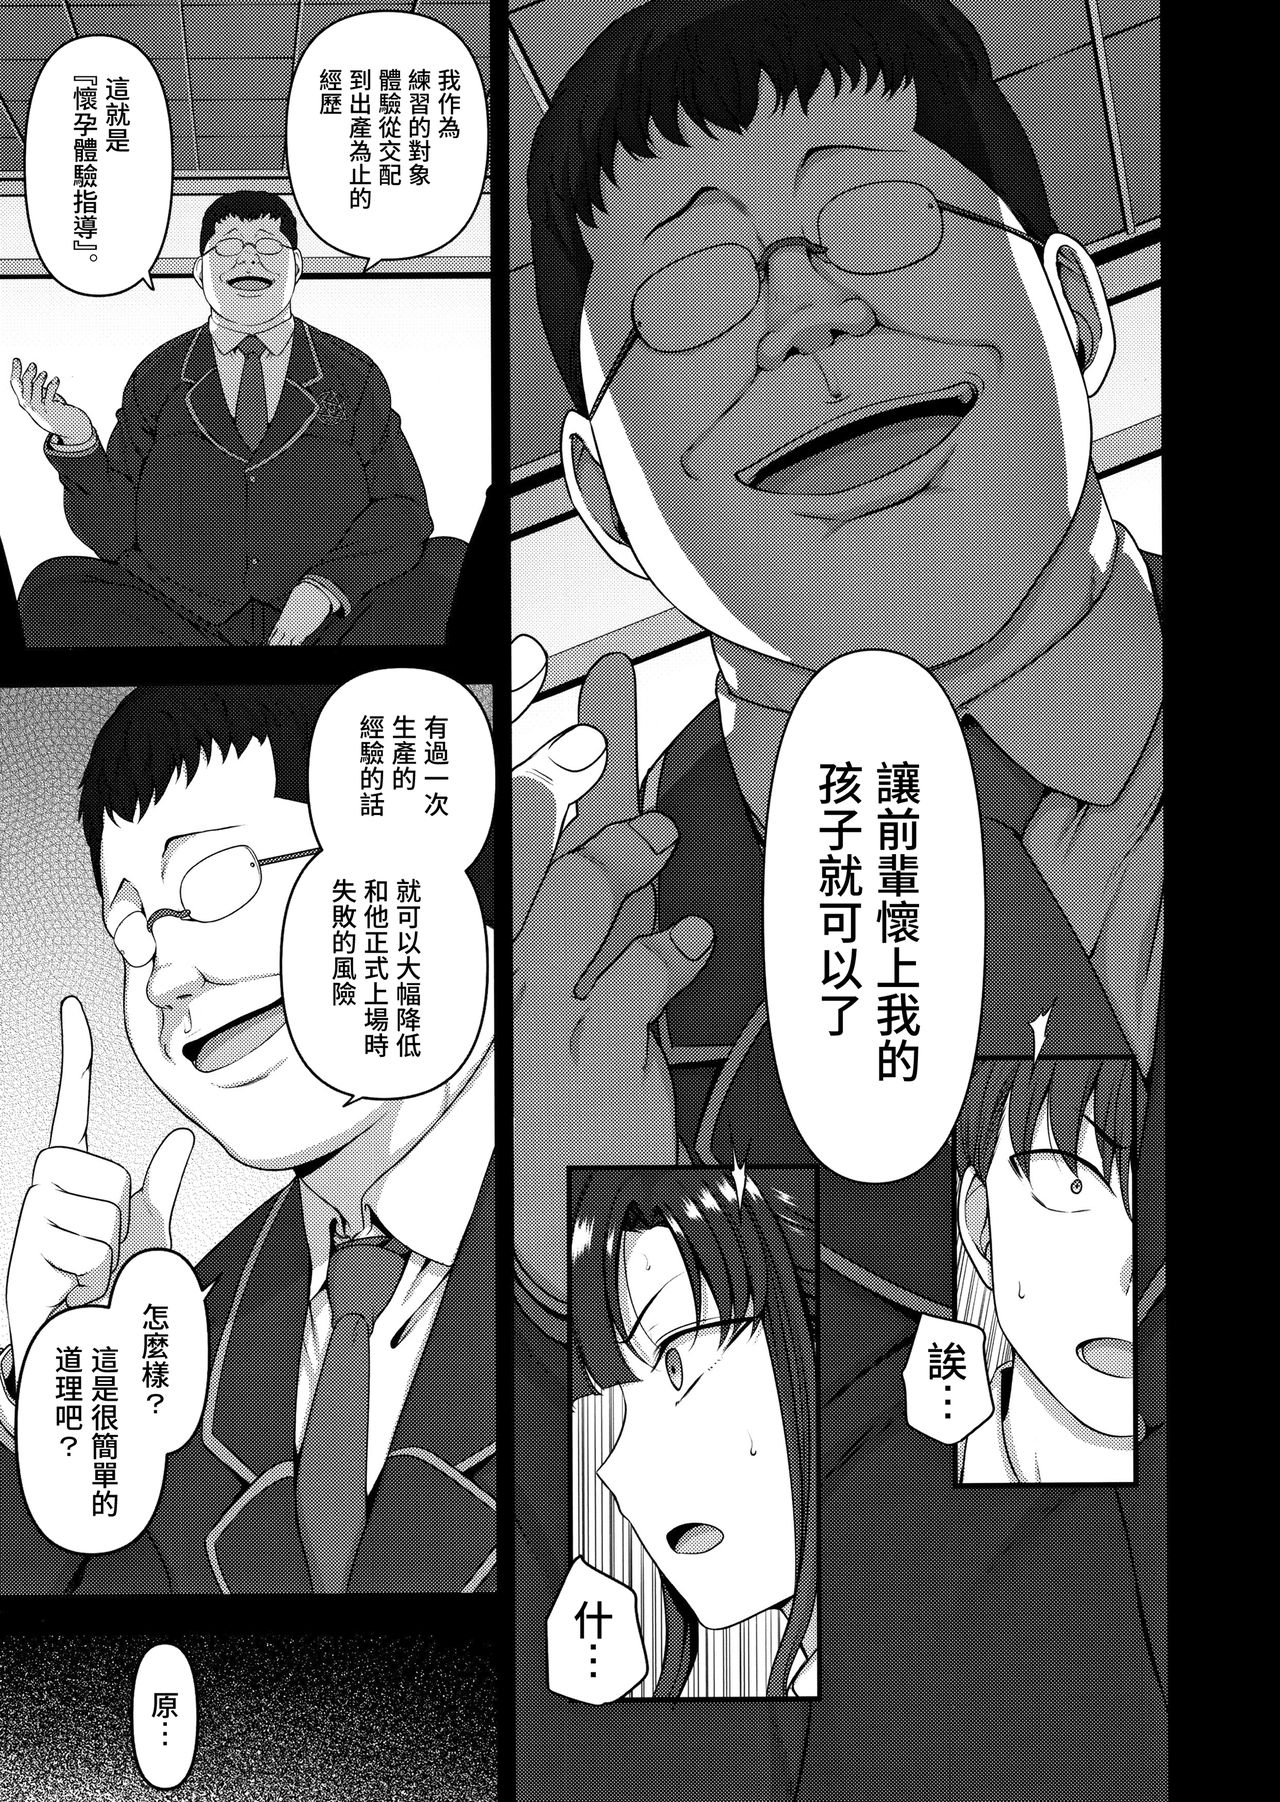 讓前輩懷上我的
孩子就可以了
誒…
什…
我作為
練習的對象
體驗從交配
到出產為止的
經歷
這就是
『懷孕體驗指導』。
有過一次
生產的
經驗的話
就可以大幅降低
和他正式上場時
失敗的風險
怎麼樣？
這是很簡單的
道理吧？
原…